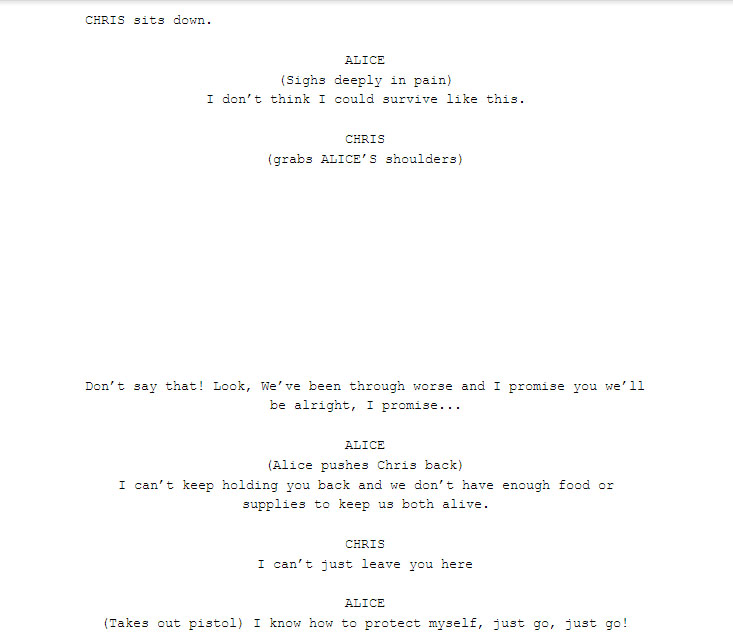 CHRIS sits down.
ALICE
(Sighs deeply in pain)
I don't think I could survive like this.
CHRIS
(grabs ALICE'S shoulders)
Don't say that! Look, We've been through worse and I promise you we'll
be alright, I promise...
ALICE
(Alice pushes Chris back)
I can't keep holding you back and we don't have enough food or
supplies to keep us both alive.
CHRIS
I can't just leave you here
ALICE
(Takes out pistol) I know how to protect myself, just go, just go!